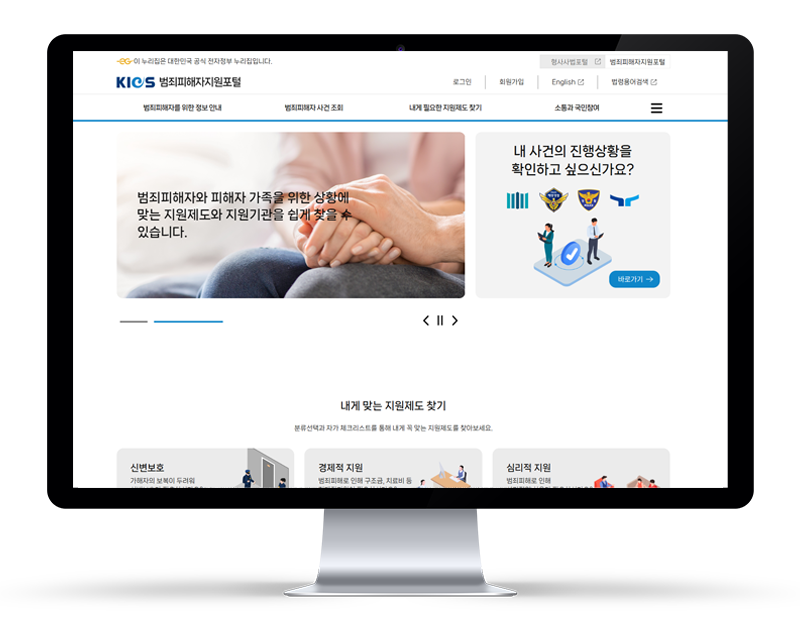 이 누리집은 대한민국 공식 전자정부 누리집입니다.
형사사법포털
범죄피해자지원포털
KICS 범죄피해자지원포털
로그인
회원가입
English
법령용어검색
범죄피해자를 위한 정보 안내
범죄피해자 사건 조회
내게 필요한 지원제도 찾기
소통과 국민참여
범죄피해자와 피해자 가족을 위한 상황에
맞는 지원제도와 지원기관을 쉽게 찾을 수
있습니다.
내 사건의 진행상황을
확인하고 싶으신가요?
바로가기
내게 맞는 지원제도 찾기
분류선택과 자가 체크리스트를 통해 내게 꼭 맞는 지원제도를 찾아보세요.
신변보호
가해자의 보복이 두려워
경제적 지원
범죄피해로 인해 구조금, 치료비 등
심리적 지원
범죄피해로 인해